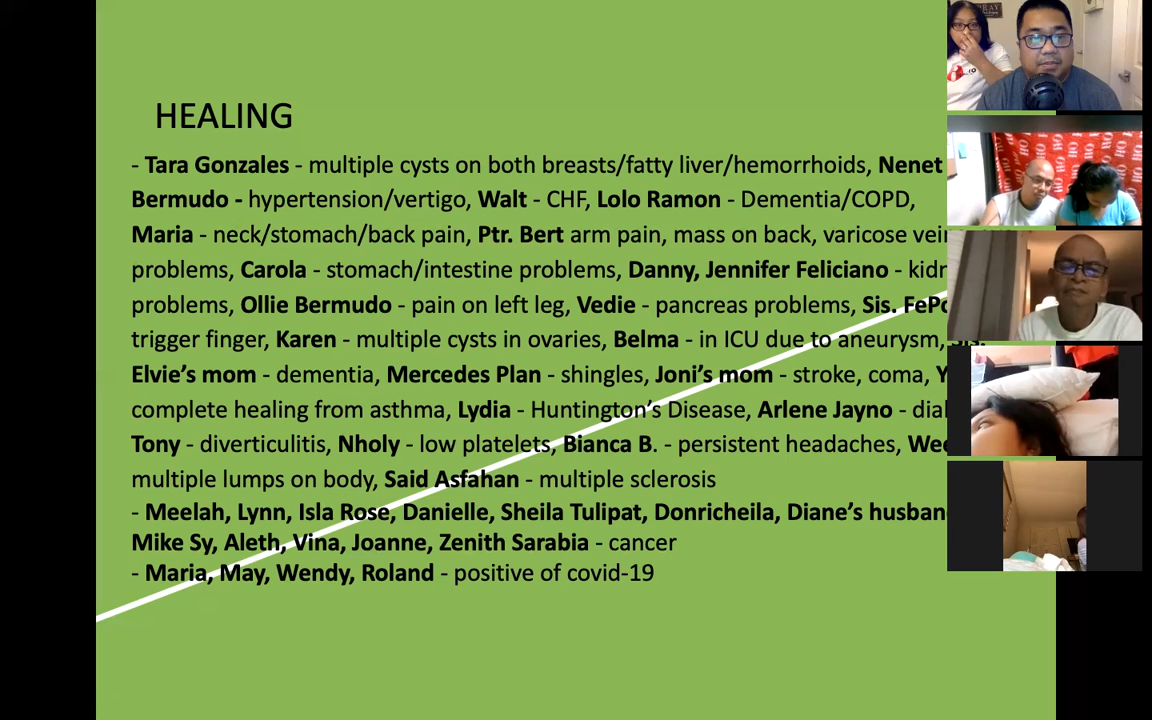 HEALING
- Tara Gonzales - multiple cysts on both breasts/fatty liver/hemorrhoids, Nenet
Bermudo - hypertension/vertigo, Walt - CHF, Lolo Ramon - Dementia/COPD,
Maria - neck/stomach/back pain, Ptr. Bert arm pain, mass on back, varicose
problems, Carola - stomach/intestine problems, Danny, Jennifer Feliciano -
problems, Ollie Bermudo - pain on left leg, Vedie - pancreas problems, Sis.
trigger finger, Karen - multiple cysts in ovaries, Belma - in ICU due to aneurysm,
Elvie's mom - dementia, Mercedes Plan - shingles, Joni's mom - stroke, coma,
complete healing from asthma, Lydia - Huntington's Disease, Arlene Jayno -
Tony - diverticulitis, Nholy - low platelets, Bianca B. - persistent headaches,
multiple lumps on body, Said Asfahan - multiple sclerosis
- Meelah, Lynn, Isla Rose, Danielle, Sheila Tulipat, Donricheila, Diane's
Mike Sy, Aleth, Vina, Joanne, Zenith Sarabia - cancer
- Maria, May, Wendy, Roland - positive of covid-19